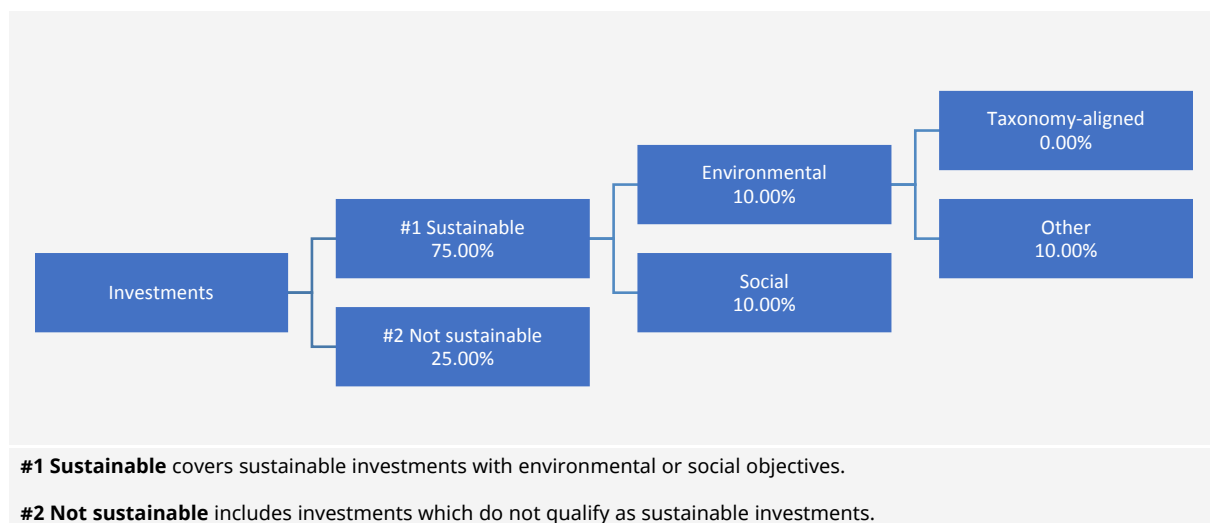 Investments
#1 Sustainable
75.00%
#2 Not sustainable
25.00%
Environmental
10.00%
Social
10.00%
Taxonomy-aligned
0.00%
Other
10.00%
#1 Sustainable covers sustainable investments with environmental or social objectives.
#2 Not sustainable includes investments which do not qualify as sustainable investments.